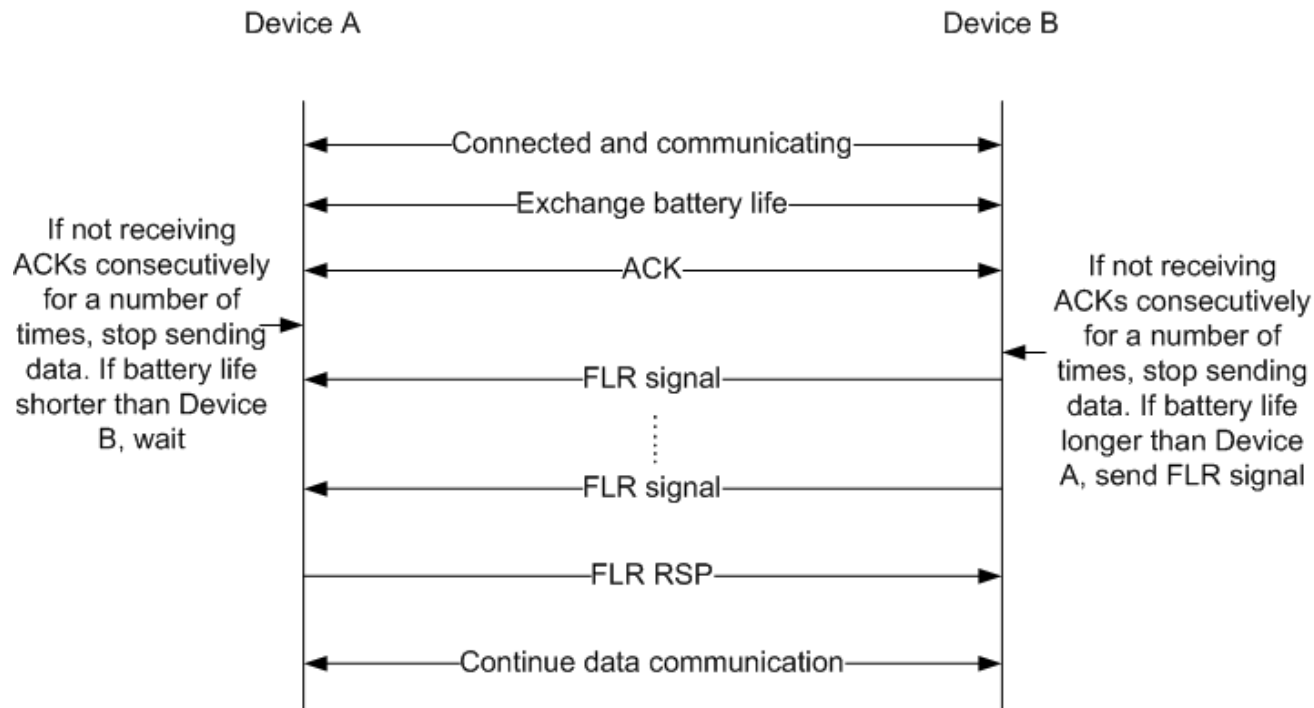 Device A
Device B
Connected and communicating
Exchange battery life
ACK
If not receiving
ACKs consecutively
for a number of
times, stop sending
data. If battery life
shorter than Device
B, wait
If not receiving
ACKs consecutively
for a number of
times, stop sending
data. If battery life
longer than Device
A, send FLR signal
FLR signal
FLR signal
FLR RSP
Continue data communication